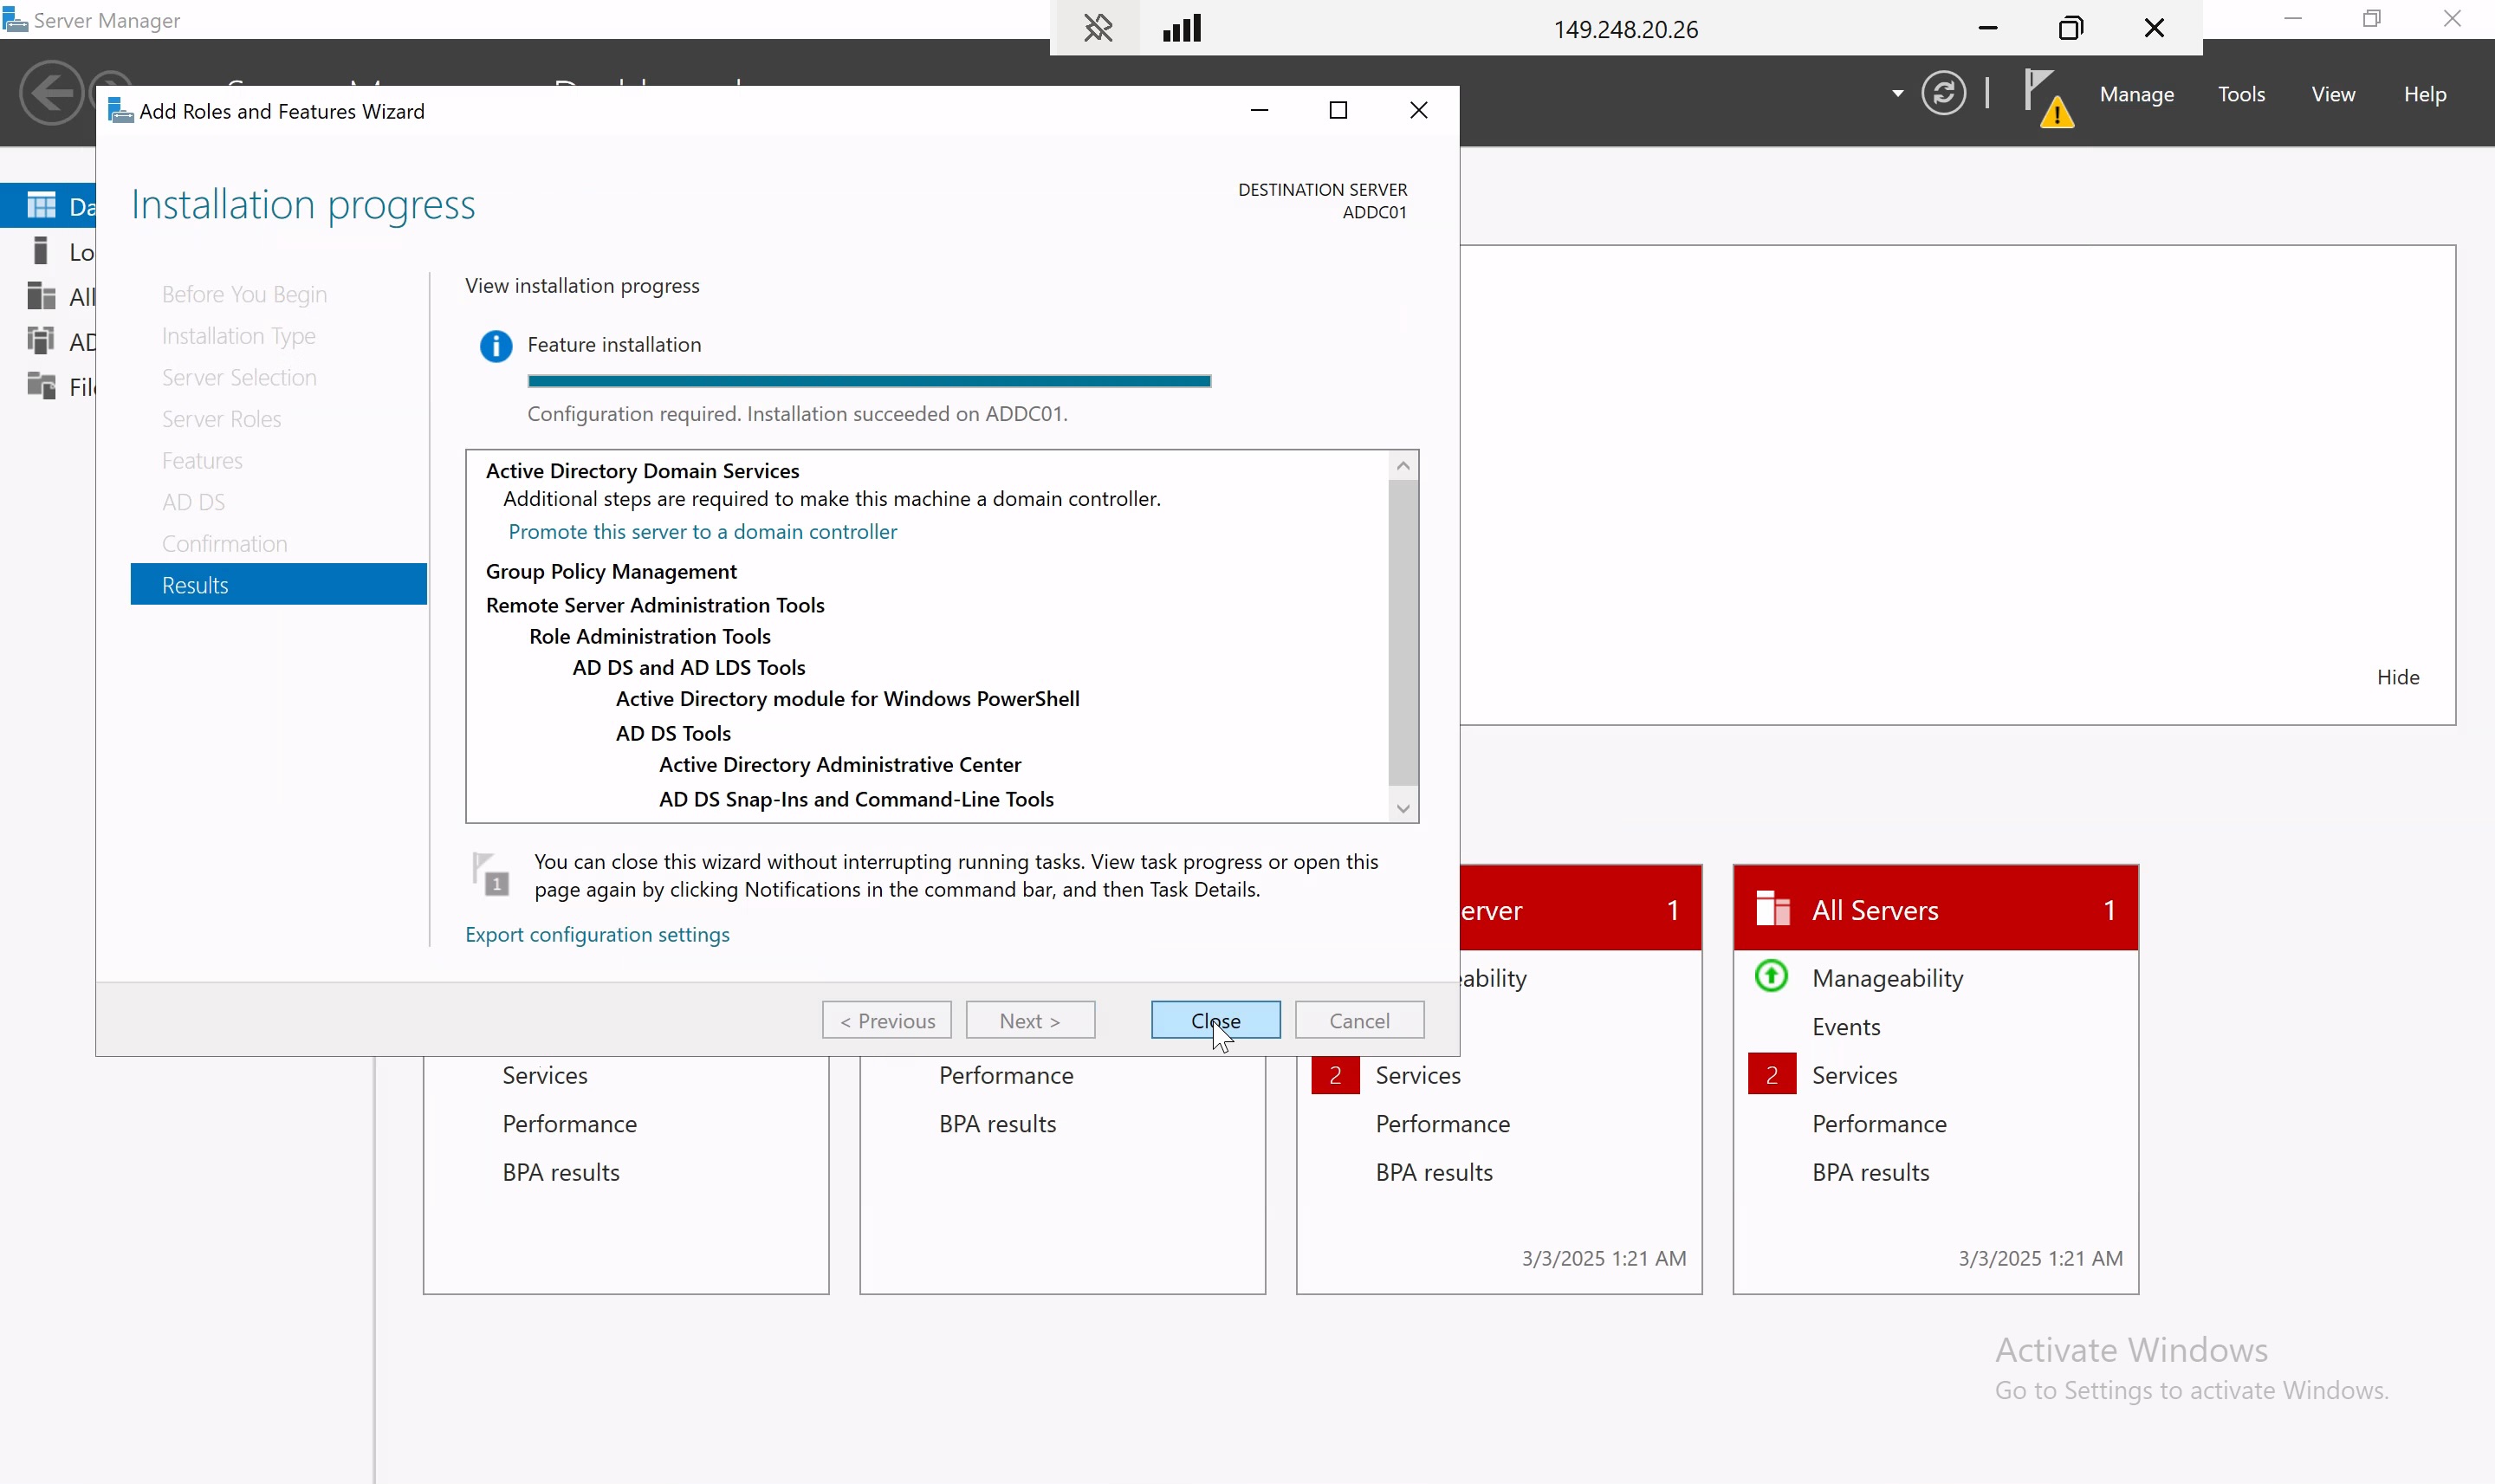 Server Manager
149.248.20.26
Manage
Tools
View
Help
Add Roles and Features Wizard
Installation progress
DESTINATION SERVER
ADDC01
Before You Begin
Installation Type
Server Selection
Server Roles
Features
AD DS
Confirmation
Results
View installation progress
Feature installation
Configuration required. Installation succeeded on ADDC01.
Active Directory Domain Services
Additional steps are required to make this machine a domain controller.
Promote this server to a domain controller
Group Policy Management
Remote Server Administration Tools
Role Administration Tools
AD DS and AD LDS Tools
Active Directory module for Windows PowerShell
AD DS Tools
Active Directory Administrative Center
AD DS Snap-Ins and Command-Line Tools
1
You can close this wizard without interrupting running tasks. View task progress or open this
page again by clicking Notifications in the command bar, and then Task Details.
Export configuration settings
< Previous
Next >
Close
Cancel
Da
Lo
All
AD
File
Hide
erver 1
ability
2 Services
Performance
BPA results
3/3/2025 1:21 AM
All Servers 1
Manageability
Events
2 Services
Performance
BPA results
3/3/2025 1:21 AM
Services
Performance
BPA results
Performance
BPA results
Activate Windows
Go to Settings to activate Windows.